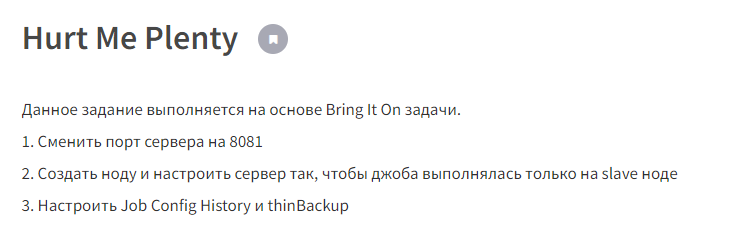 Hurt Me Plenty
Данное задание выполняется на основе Bring It On задачи.
1. Сменить порт сервера на 8081
2. Создать ноду и настроить сервер так, чтобы джоба выполнялась только на slave ноде
3. Настроить Job Config History и thinBackup